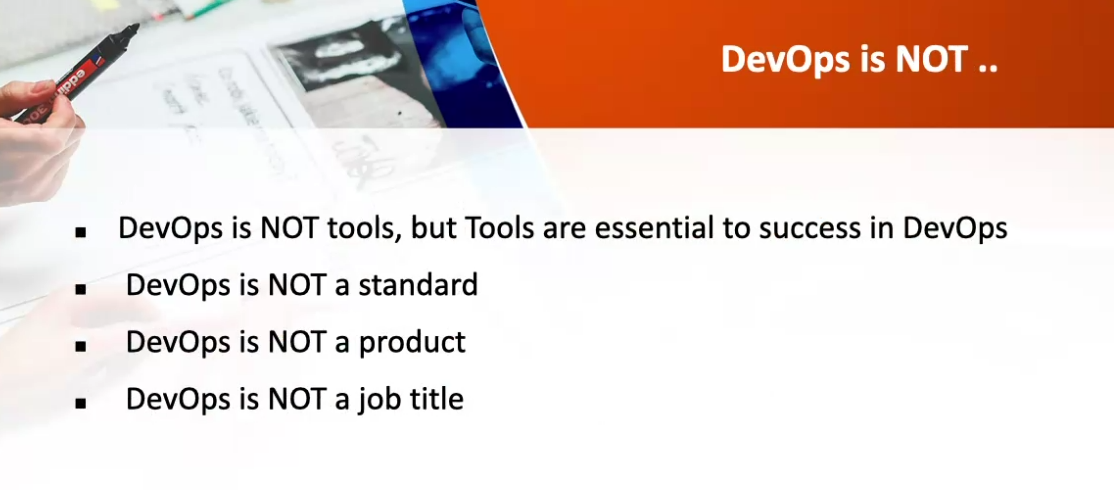 DevOps is NOT ..
▪ DevOps is NOT tools, but Tools are essential to success in DevOps
▪ DevOps is NOT a standard
▪ DevOps is NOT a product
▪ DevOps is NOT a job title